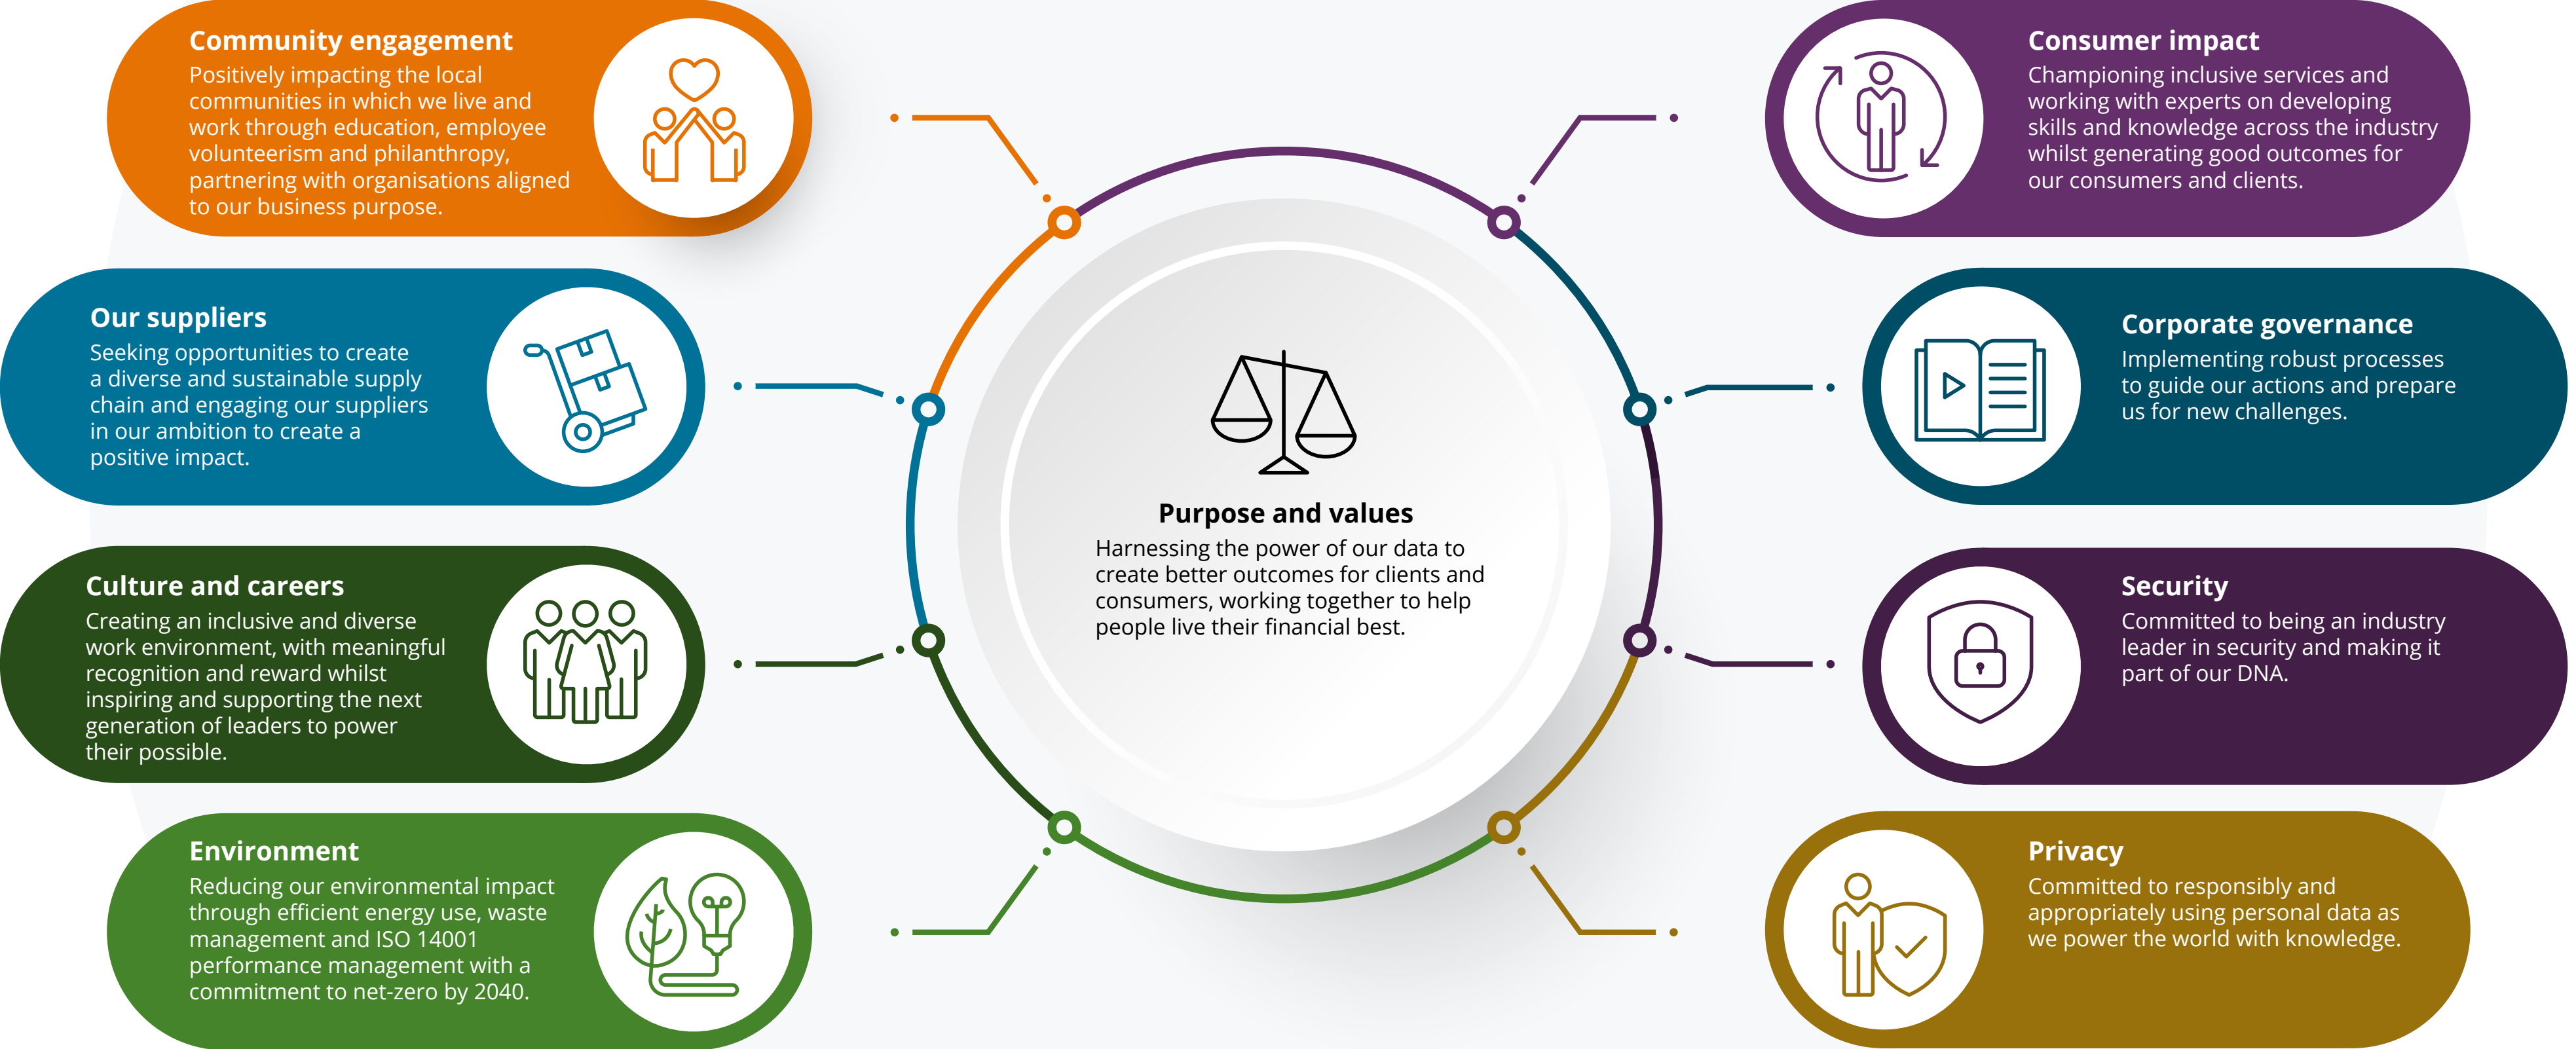 Community engagement
Positively impacting the local
communities in which we live and
work through education, employee
volunteerism and philanthropy,
partnering with organisations aligned
to our business purpose.
Our suppliers
Seeking opportunities to create
a diverse and sustainable supply
chain and engaging our suppliers
in our ambition to create a
positive impact.
Culture and careers
Creating an inclusive and diverse
work environment, with meaningful
recognition and reward whilst
inspiring and supporting the next
generation of leaders to power
their possible.
Environment
Reducing our environmental impact
through efficient energy use, waste
management and ISO 14001
performance management with a
commitment to net-zero by 2040.
Purpose and values
Harnessing the power of our data to
create better outcomes for clients and
consumers, working together to help
people live their financial best.
Consumer impact
Championing inclusive services and
working with experts on developing
skills and knowledge across the industry
whilst generating good outcomes for
our consumers and clients.
Corporate governance
Implementing robust processes
to guide our actions and prepare
us for new challenges.
Security
Committed to being an industry
leader in security and making it
part of our DNA.
Privacy
Committed to responsibly and
appropriately using personal data as
we power the world with knowledge.